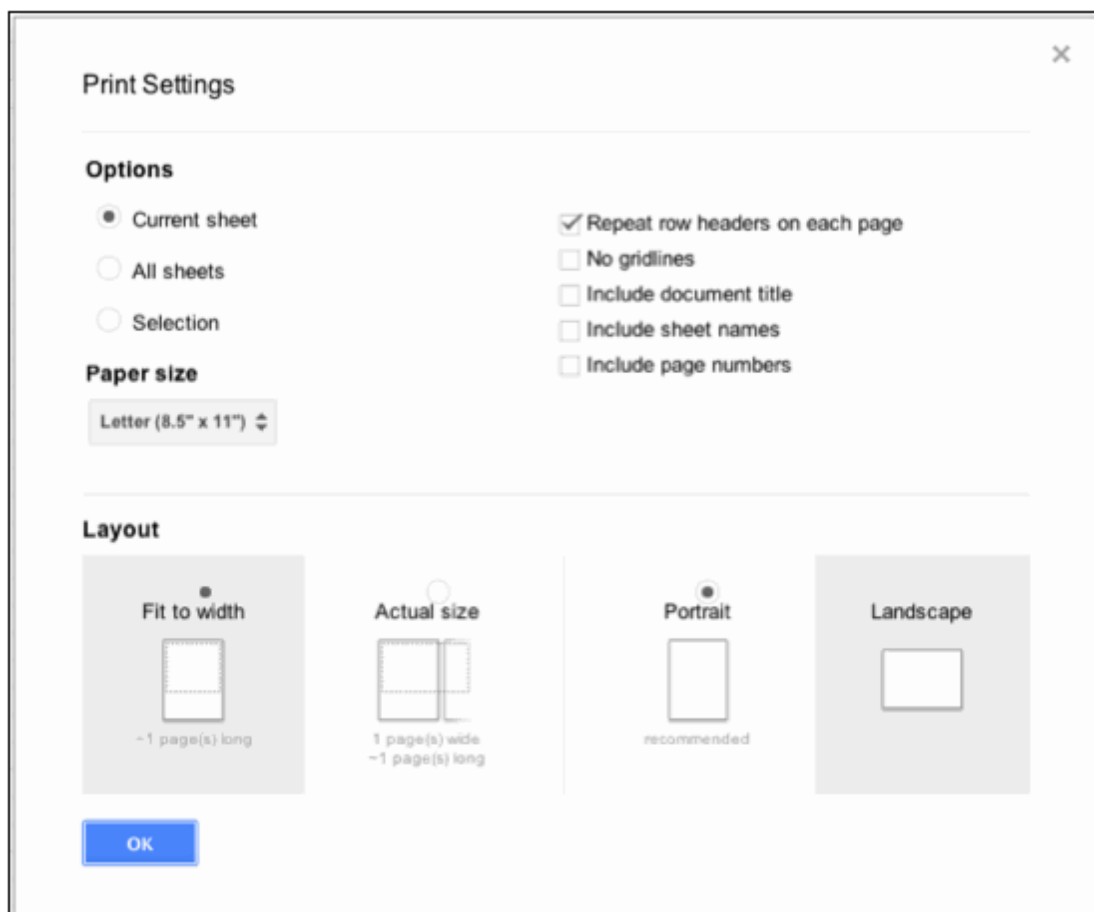 Print Settings
Options
Current sheet
All sheets
Selection
Repeat row headers on each page
No gridlines
Include document title
Include sheet names
Include page numbers
Paper size
Letter (8.5" x 11")
Layout
Fit to width
~1 page(s) long
Actual size
1 page(s) wide
~1 page(s) long
Portrait
recommended
Landscape
OK